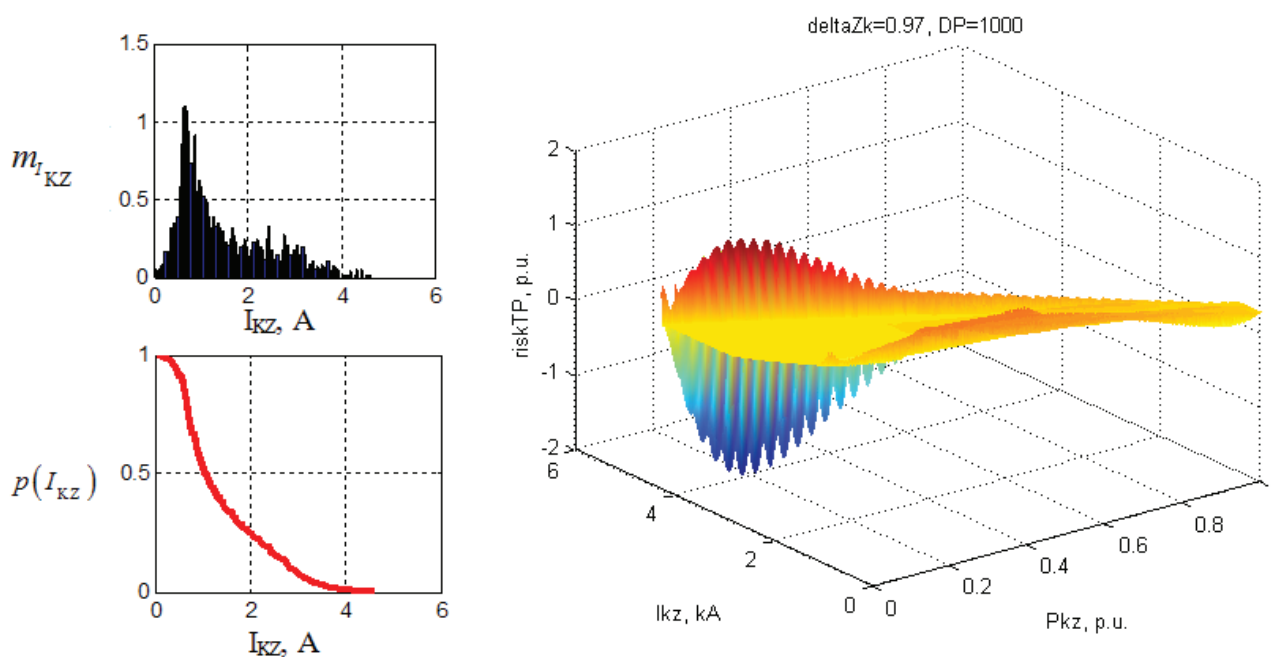 1.5
1
0.5
0
m_{I_{KZ}}
0 2 4 6
I_{KZ}, A
1
0.5
0
p(I_{KZ})
0 2 4 6
I_{KZ}, A
deltaZk=0.97, DP=1000
2
1
0
-1
-2
riskTP, p.u.
6
4
2
0
Ikz, kA
0
0.2
0.4
0.6
0.8
Pkz, p.u.